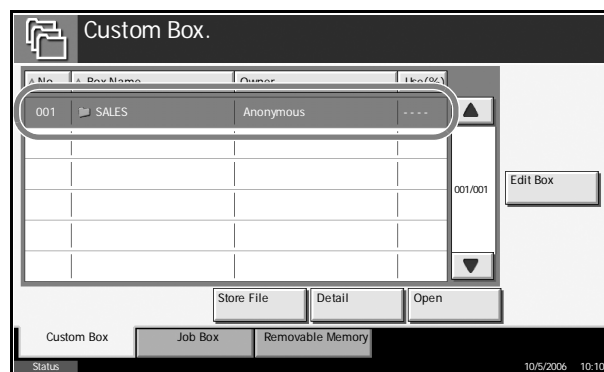 Custom Box.
No. Box Name Owner Use(%)
001 SALES Anonymous - - - -
001/001
Edit Box
Store File Detail Open
Custom Box Job Box Removable Memory
Status 10/5/2006 10:10